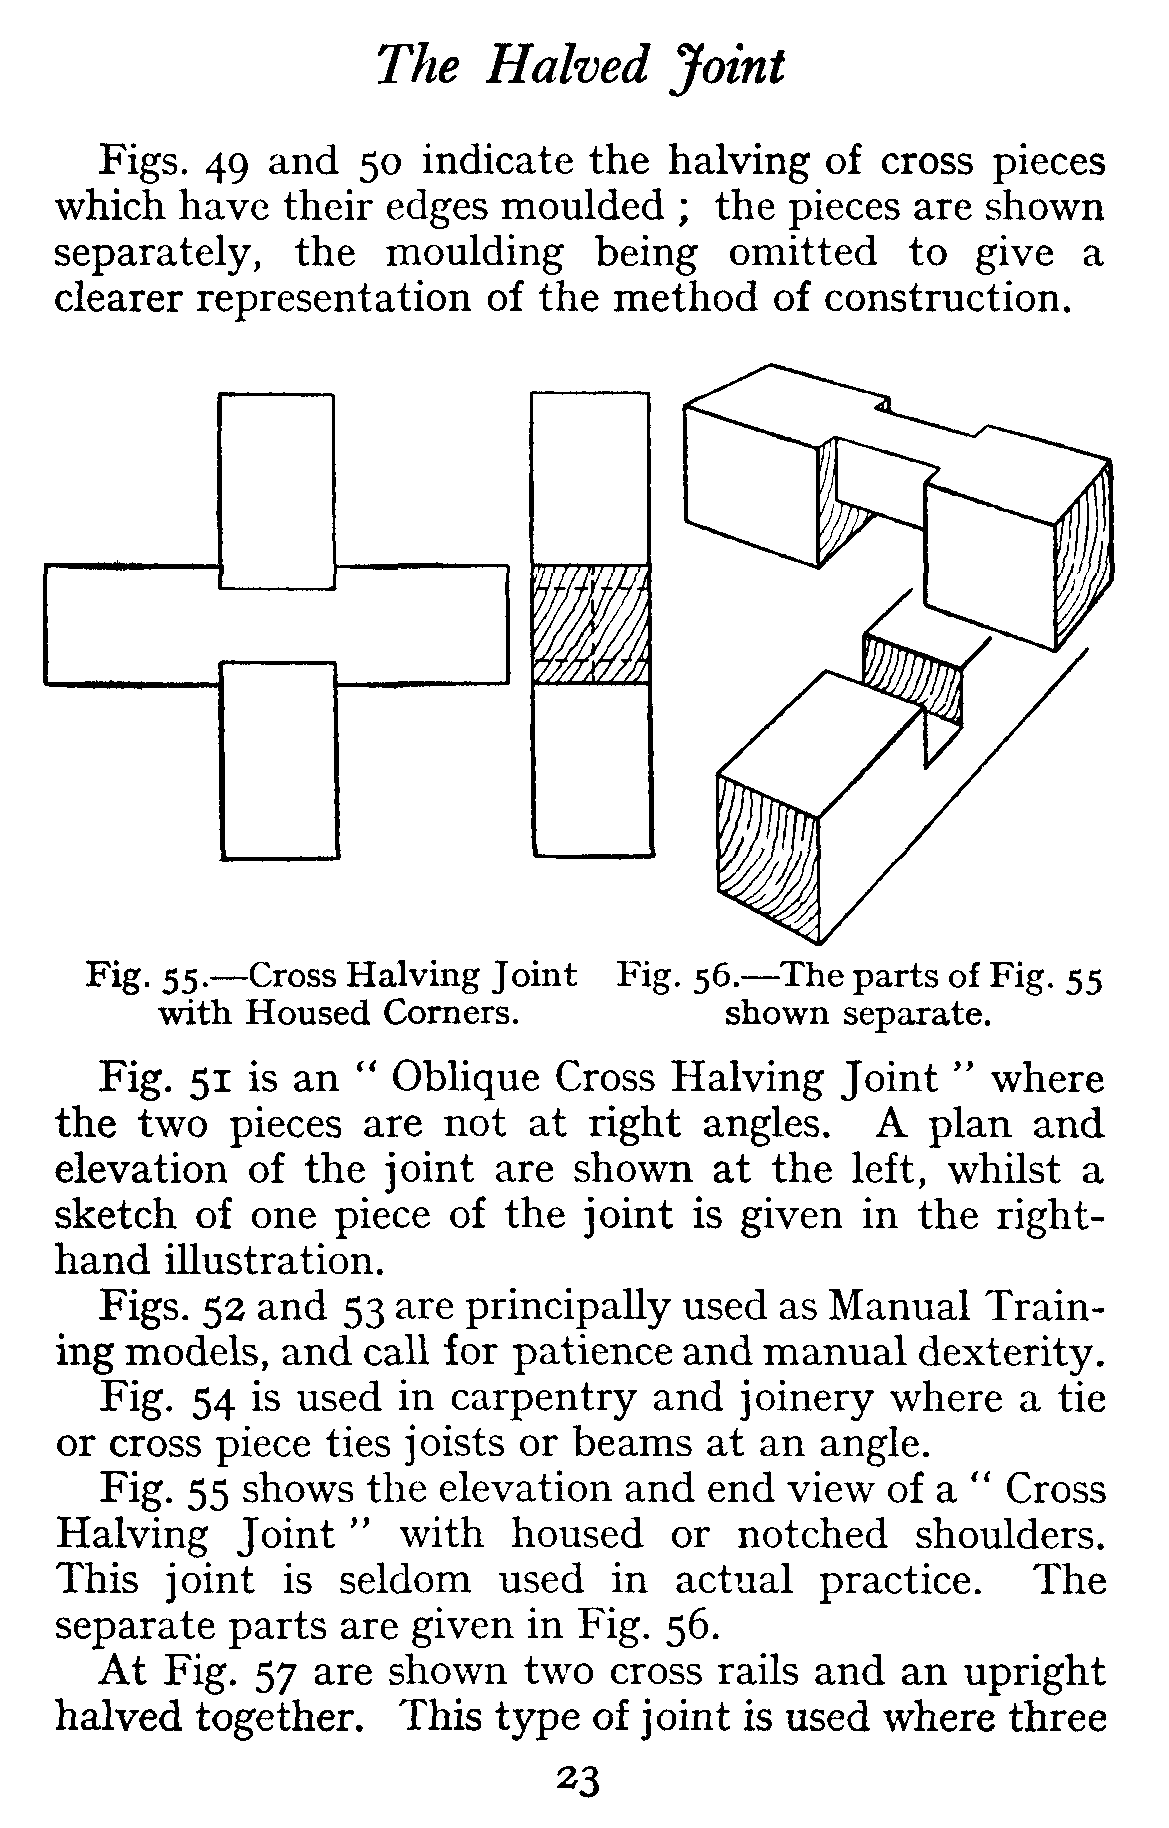 The Halved Joint
Figs. 49 and 50 indicate the halving of cross pieces
which have their edges moulded ; the pieces are shown
separately, the moulding being omitted to give a
clearer representation of the method of construction.
Fig. 55.—Cross Halving Joint
with Housed Corners.
Fig. 56.—The parts of Fig. 55
shown separate.
Fig. 51 is an “ Oblique Cross Halving Joint ” where
the two pieces are not at right angles. A plan and
elevation of the joint are shown at the left, whilst a
sketch of one piece of the joint is given in the right-
hand illustration.
Figs. 52 and 53 are principally used as Manual Train-
ing models, and call for patience and manual dexterity.
Fig. 54 is used in carpentry and joinery where a tie
or cross piece ties joists or beams at an angle.
Fig. 55 shows the elevation and end view of a “ Cross
Halving Joint ” with housed or notched shoulders.
This joint is seldom used in actual practice. The
separate parts are given in Fig. 56.
At Fig. 57 are shown two cross rails and an upright
halved together. This type of joint is used where three
23